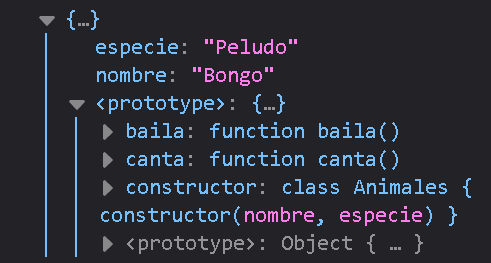 ▼ {…}
especie: "Peludo"
nombre: "Bongo"
▼ <prototype>: {…}
▶ baila: function baila()
▶ canta: function canta()
▶ constructor: class Animales {
constructor(nombre, especie) }
▶ <prototype>: Object { … }